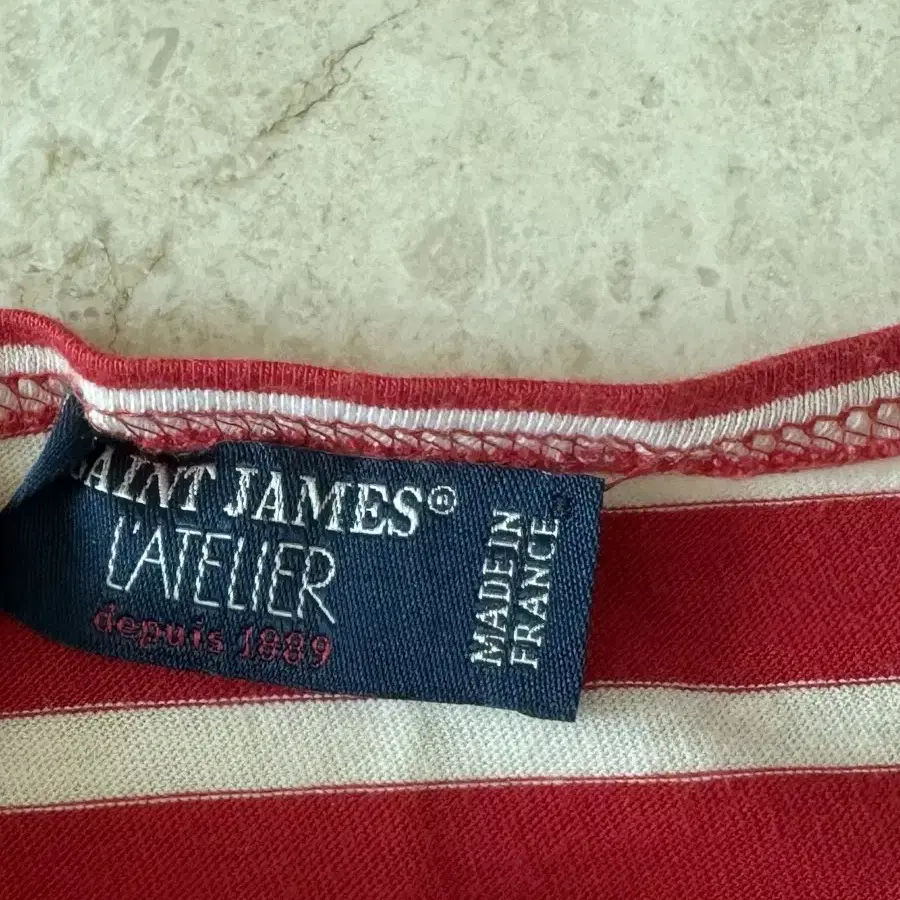 SAINT JAMES®
L'ATELIER
depuis 1889
MADE IN
FRANCE